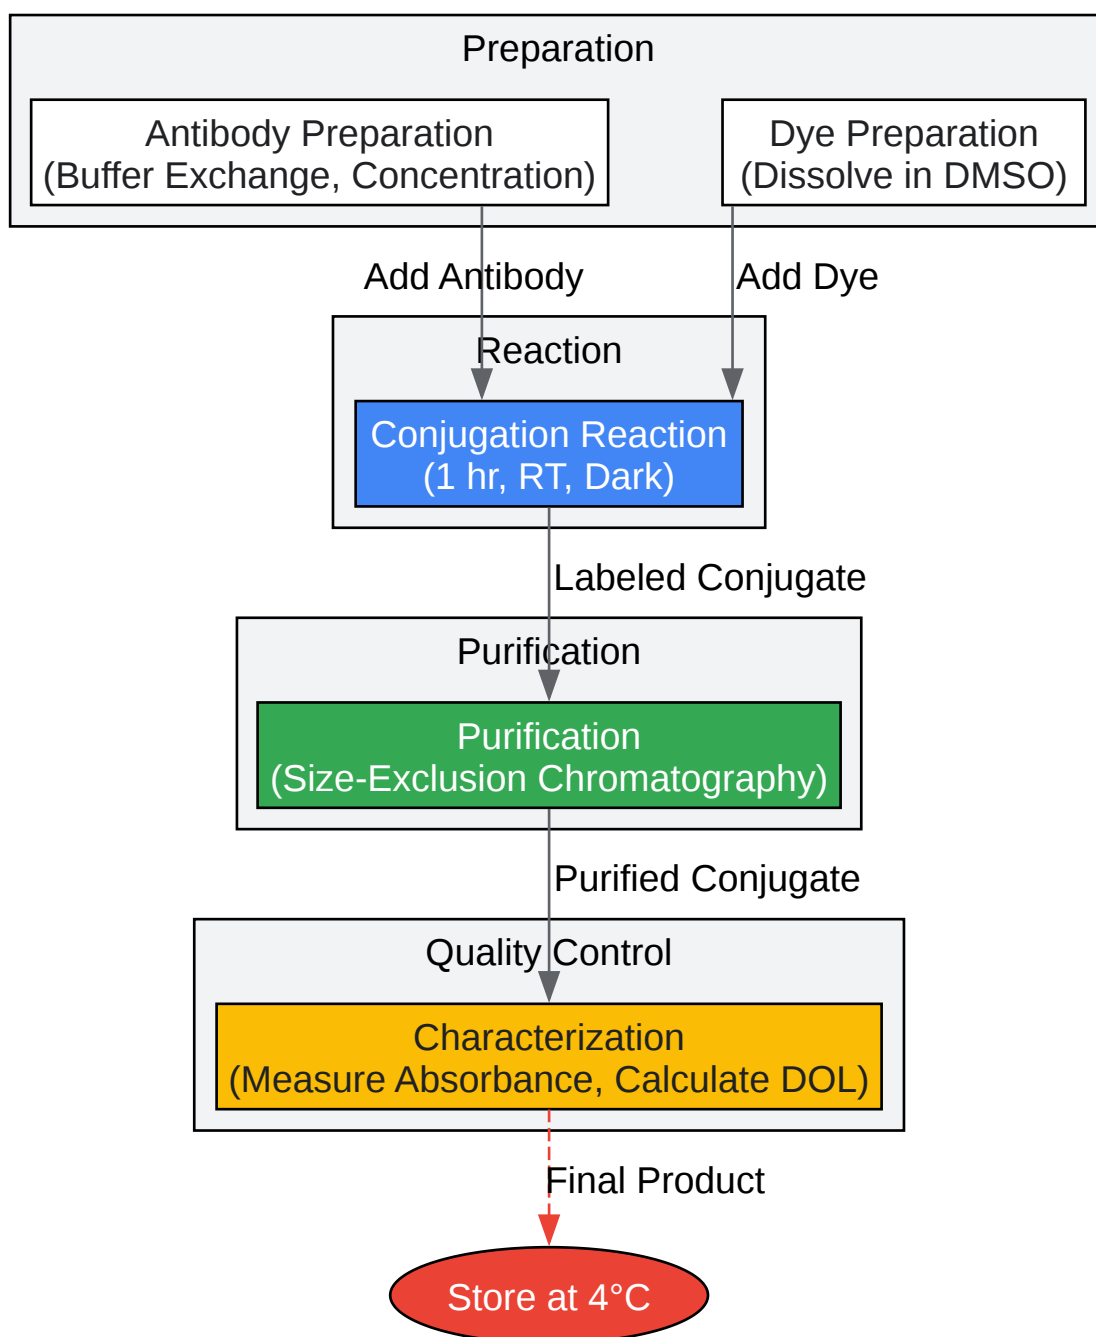 Preparation
Antibody Preparation
(Buffer Exchange, Concentration)
Dye Preparation
(Dissolve in DMSO)
Add Antibody
Add Dye
Reaction
Conjugation Reaction
(1 hr, RT, Dark)
Labeled Conjugate
Purification
Purification
(Size-Exclusion Chromatography)
Purified Conjugate
Quality Control
Characterization
(Measure Absorbance, Calculate DOL)
Final Product
Store at 4°C